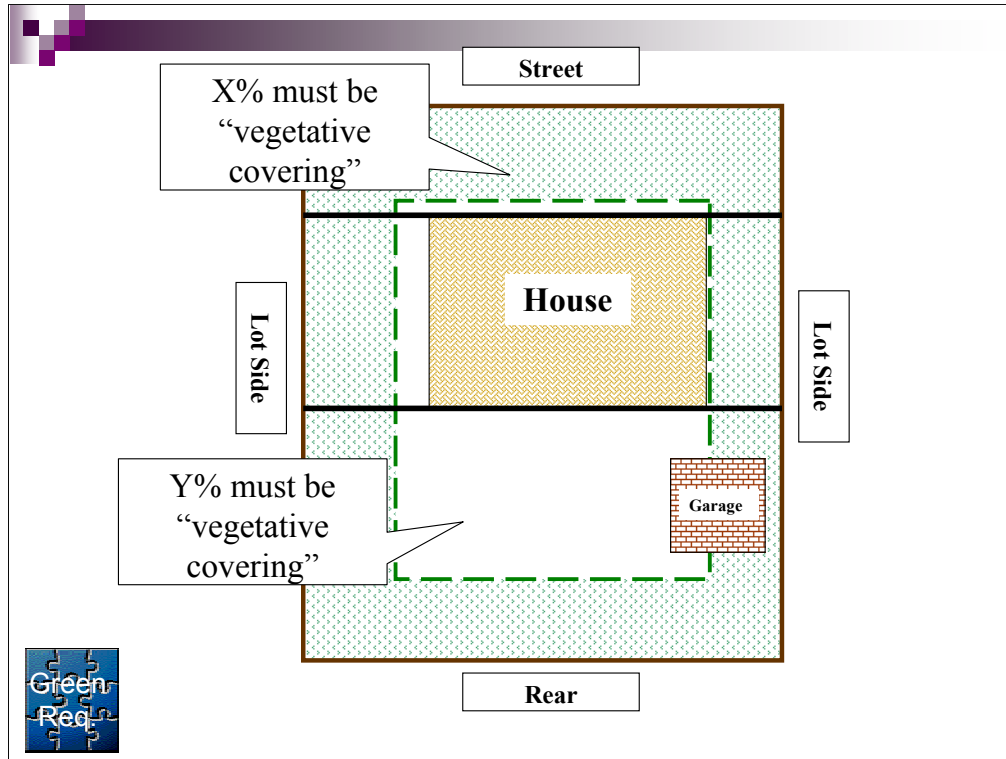 Street
X% must be
“vegetative
covering”
House
Lot Side
Lot Side
Y% must be
“vegetative
covering”
Garage
Green
Req.
Rear